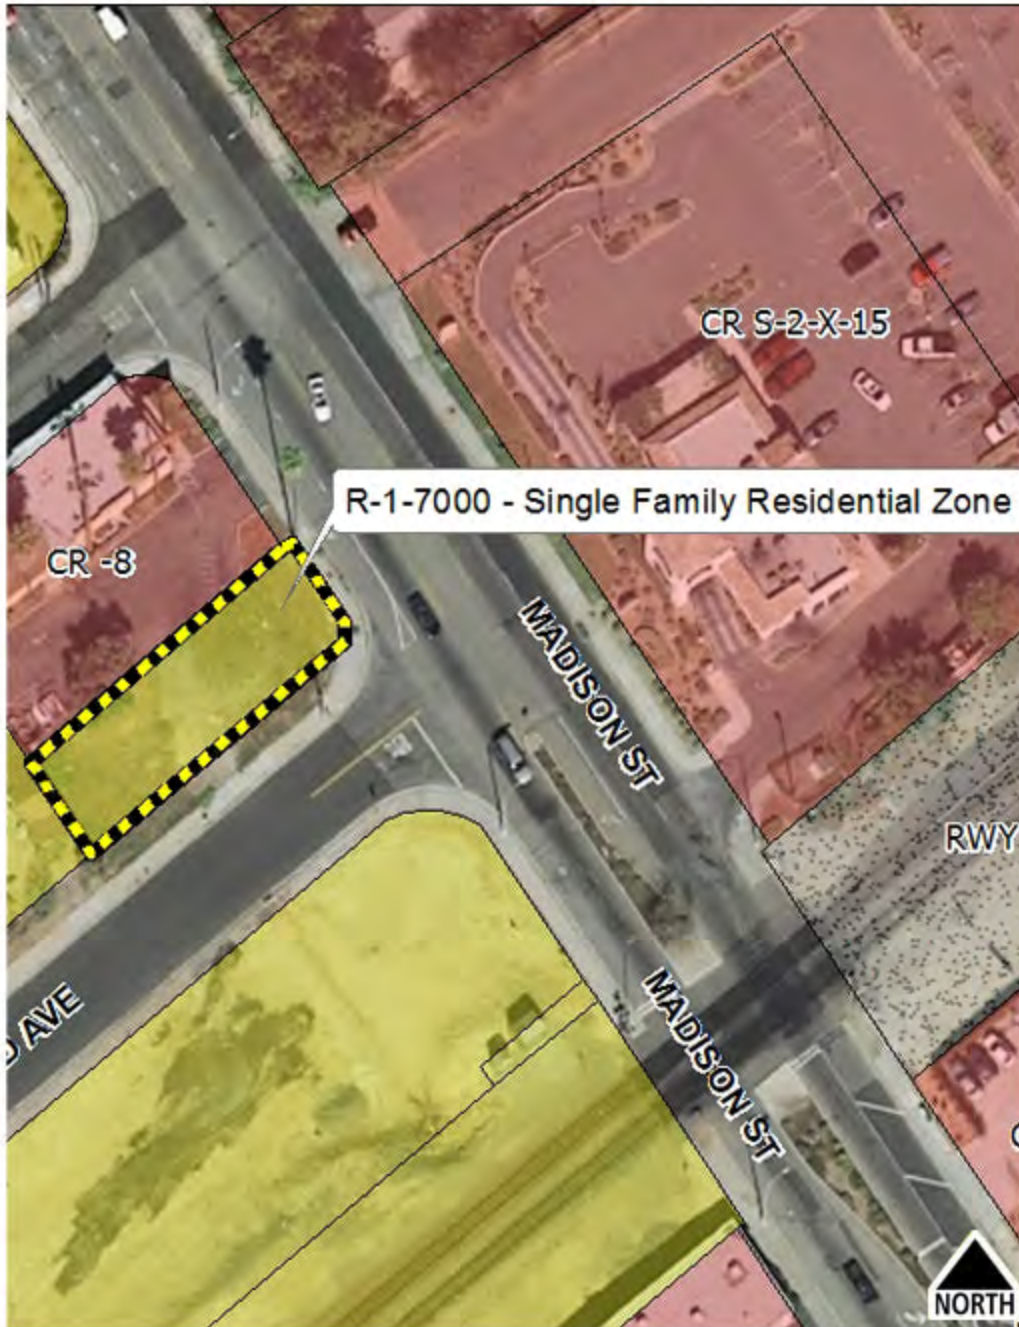 CR S-2-X-15
R-1-7000 - Single Family Residential Zone
CR -8
MADISON ST
RWY
MADISON ST
AVE
NORTH